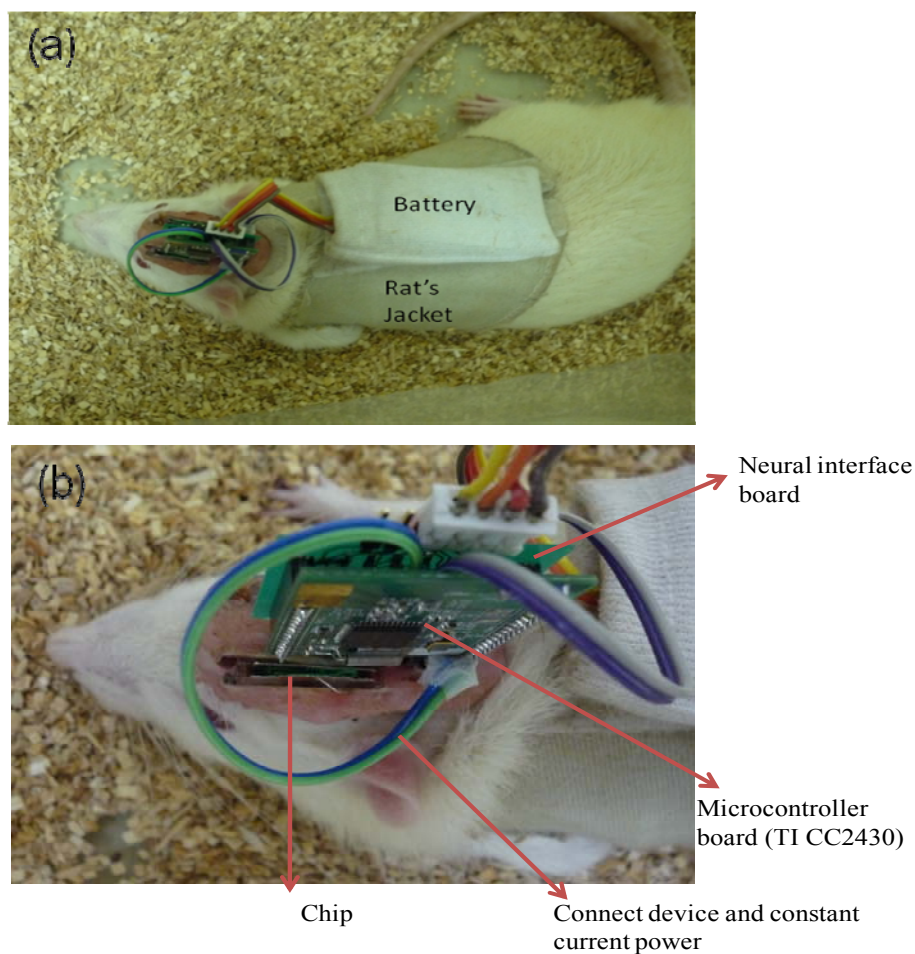 (a)
Battery
Rat's
Jacket
(b)
Neural interface
board
Microcontroller
board (TI CC2430)
Chip
Connect device and constant
current power